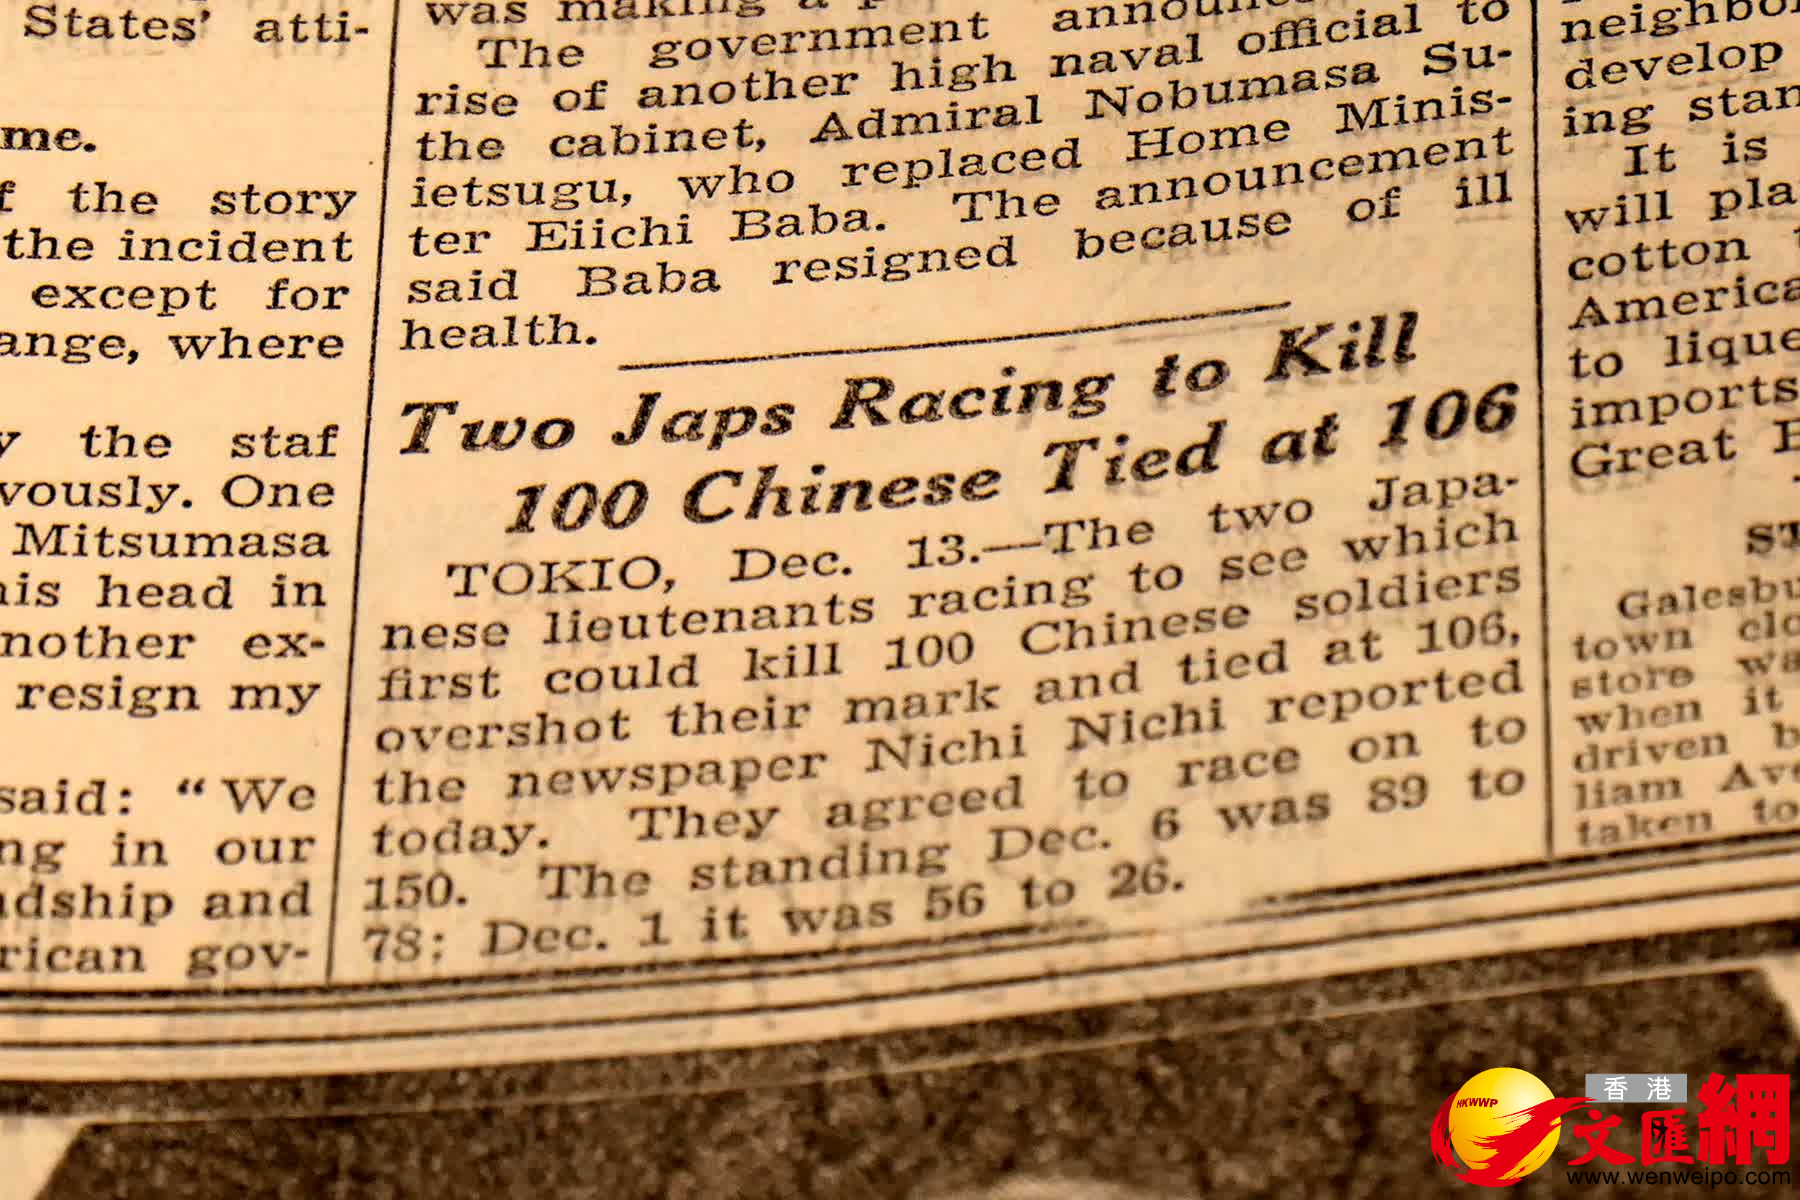 States' atti-
me.
the story
the incident
except for
ange, where
the staf
vously. One
Mitsumasa
his head in
nother ex-
resign my
said: "We
ng in our
ndship and
rican gov-
was making a
The government
rise of another high naval official to
the cabinet, Admiral Nobumasa Su-
ietsugu, who replaced Home Minis-
ter Eiichi Baba. The announcement
said Baba resigned because of ill
health.
Two Japs Racing to Kill
100 Chinese Tied at 106
TOKIO, Dec. 13.—The two Japa-
nese lieutenants racing to see which
first could kill 100 Chinese soldiers
overshot their mark and tied at 106,
the newspaper Nichi Nichi reported
today. They agreed to race on to
150. The standing Dec. 6 was 89 to
78; Dec. 1 it was 56 to 26.
neighbor
develop
ing stan
It is
will pla
cotton
America
to lique
imports
Great
Galesbu
town clo
store wa
when it
driven b
liam Ave
taken to
HKWWP
香港
文匯網
www.wenweipo.com